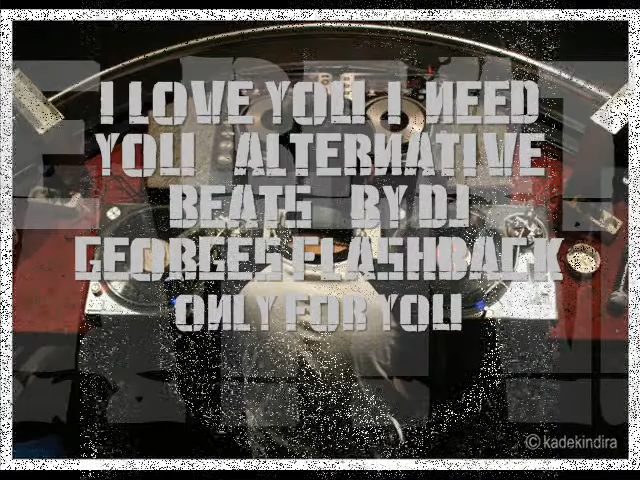 I LOVE YOU I NEED
YOU ALTERNATIVE
BEATS BY DJ
GEORGES FLASHBACK
ONLY FOR YOU
© kadekindira